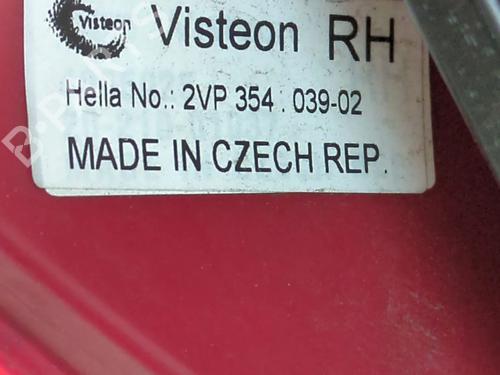 Visteon Visteon RH
Hella No.: 2VP 354 . 039-02
MADE IN CZECH REP.